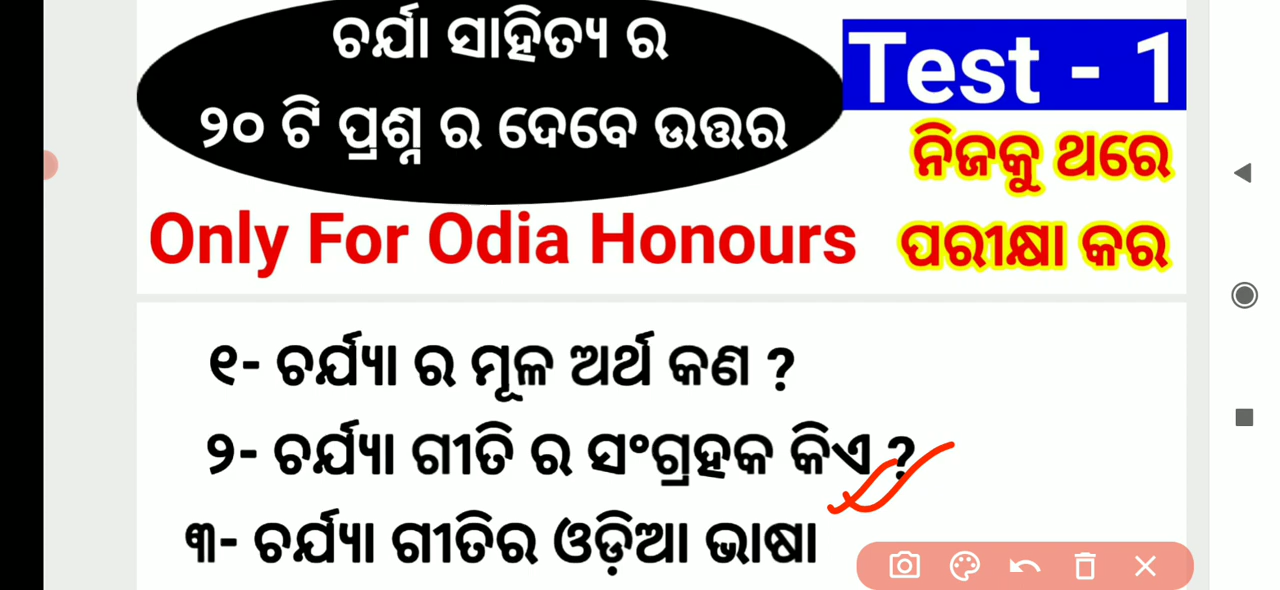 ଚର୍ଯା ସାହିତ୍ୟ ର
୨୦ ଟି ପ୍ରଶ୍ନ ର ଦେବେ ଉତ୍ତର
Test - 1
ନିଜକୁ ଥରେ
ପରୀକ୍ଷା କର
Only For Odia Honours
୧- ଚର୍ଯ୍ୟା ର ମୂଳ ଅର୍ଥ କଣ ?
୨- ଚର୍ଯ୍ୟା ଗୀତି ର ସଂଗ୍ରହକ କିଏ ?
୩- ଚର୍ଯ୍ୟା ଗୀତିର ଓଡ଼ିଆ ଭାଷା